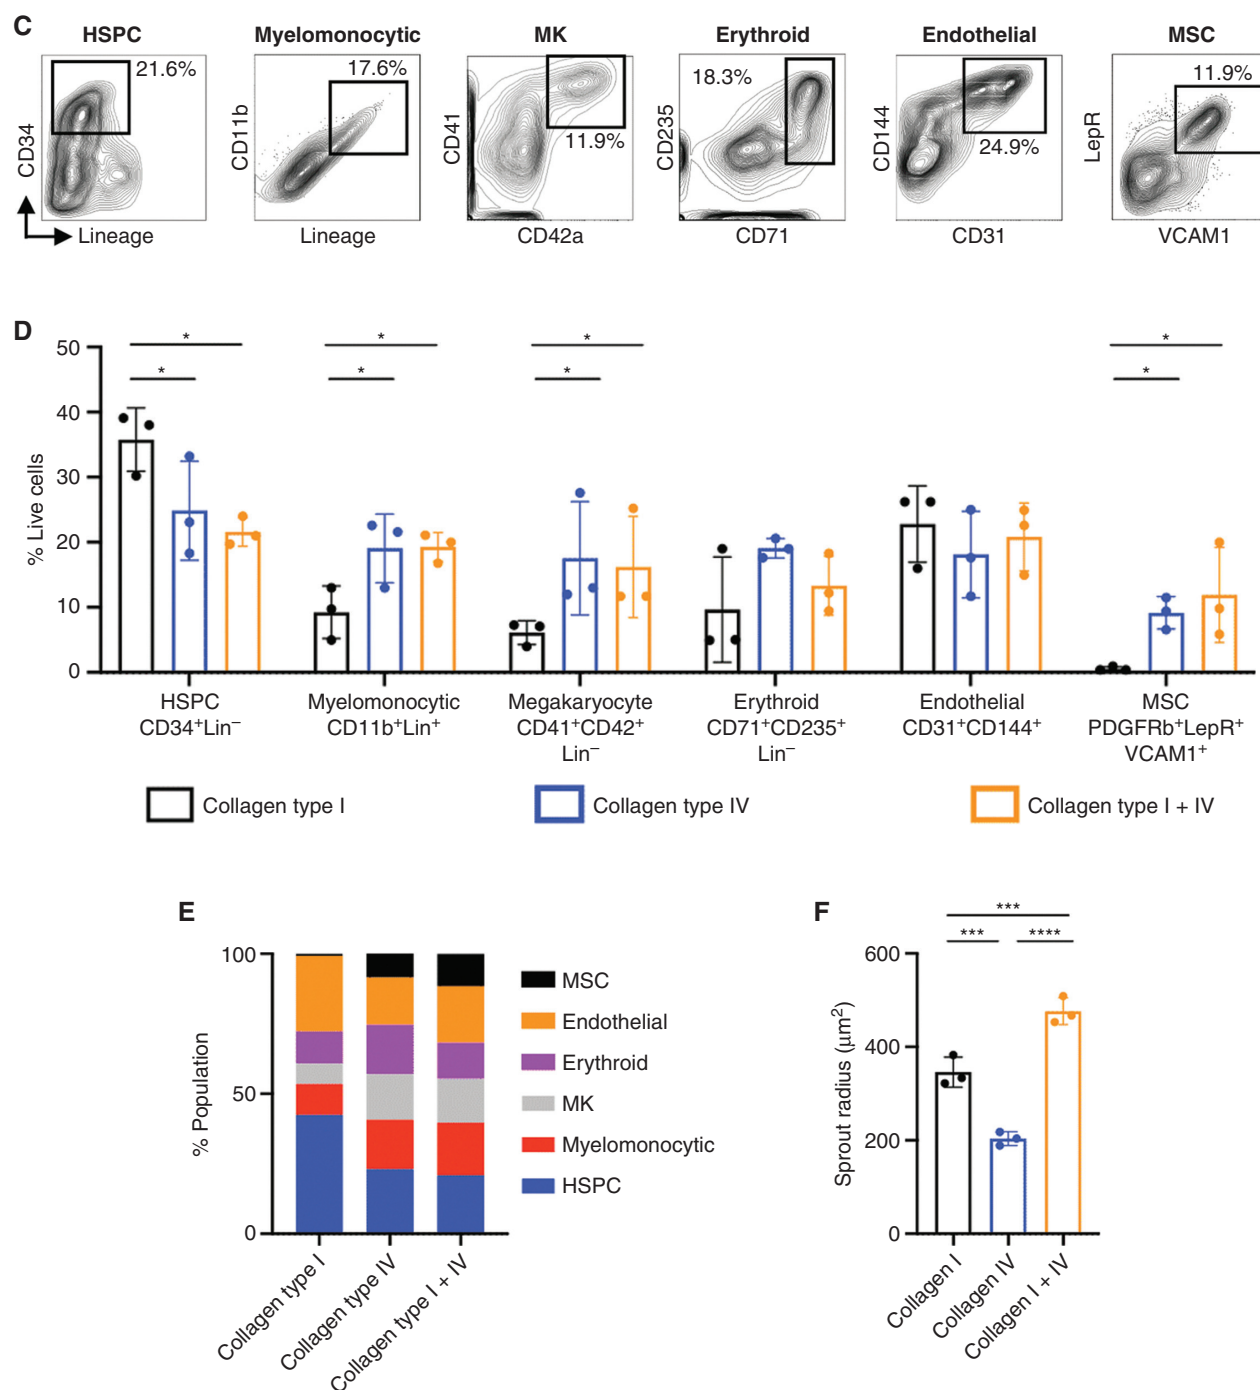 C
HSPC Myelomonocytic MK Erythroid Endothelial MSC
21.6% 17.6% 11.9% 18.3% 24.9% 11.9%
CD34 CD11b CD41 CD235 CD144 LepR
Lineage Lineage CD42a CD71 CD31 VCAM1
D
* * * *
* * * *
% Live cells
50
40
30
20
10
0
HSPC Myelomonocytic Megakaryocyte Erythroid Endothelial MSC
CD34⁺Lin⁻ CD11b⁺Lin⁺ CD41⁺CD42⁺ CD71⁺CD235⁺ CD31⁺CD144⁺ PDGFRb⁺LepR⁺
Lin⁻ Lin⁻ VCAM1⁺
Collagen type I Collagen type IV Collagen type I + IV
E
% Population
100
50
0
MSC
Endothelial
Erythroid
MK
Myelomonocytic
HSPC
Collagen type I
Collagen type IV
Collagen type I + IV
F
***
*** ****
Sprout radius (μm²)
600
400
200
0
Collagen I
Collagen IV
Collagen I + IV